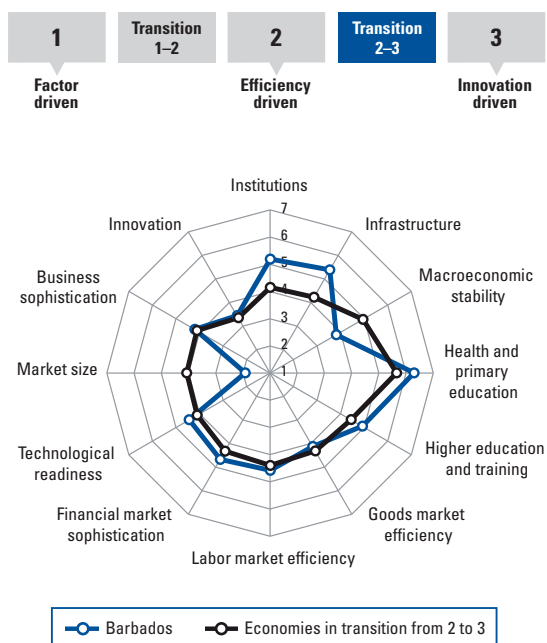 1
Transition
1–2
2
Transition
2–3
3
Factor
driven
Efficiency
driven
Innovation
driven
Institutions
7
Innovation
Infrastructure
6
Business
sophistication
5
Macroeconomic
stability
4
3
2
Market size
1
Health and
primary
education
Technological
readiness
Higher education
and training
Financial market
sophistication
Goods market
efficiency
Labor market efficiency
Barbados
Economies in transition from 2 to 3